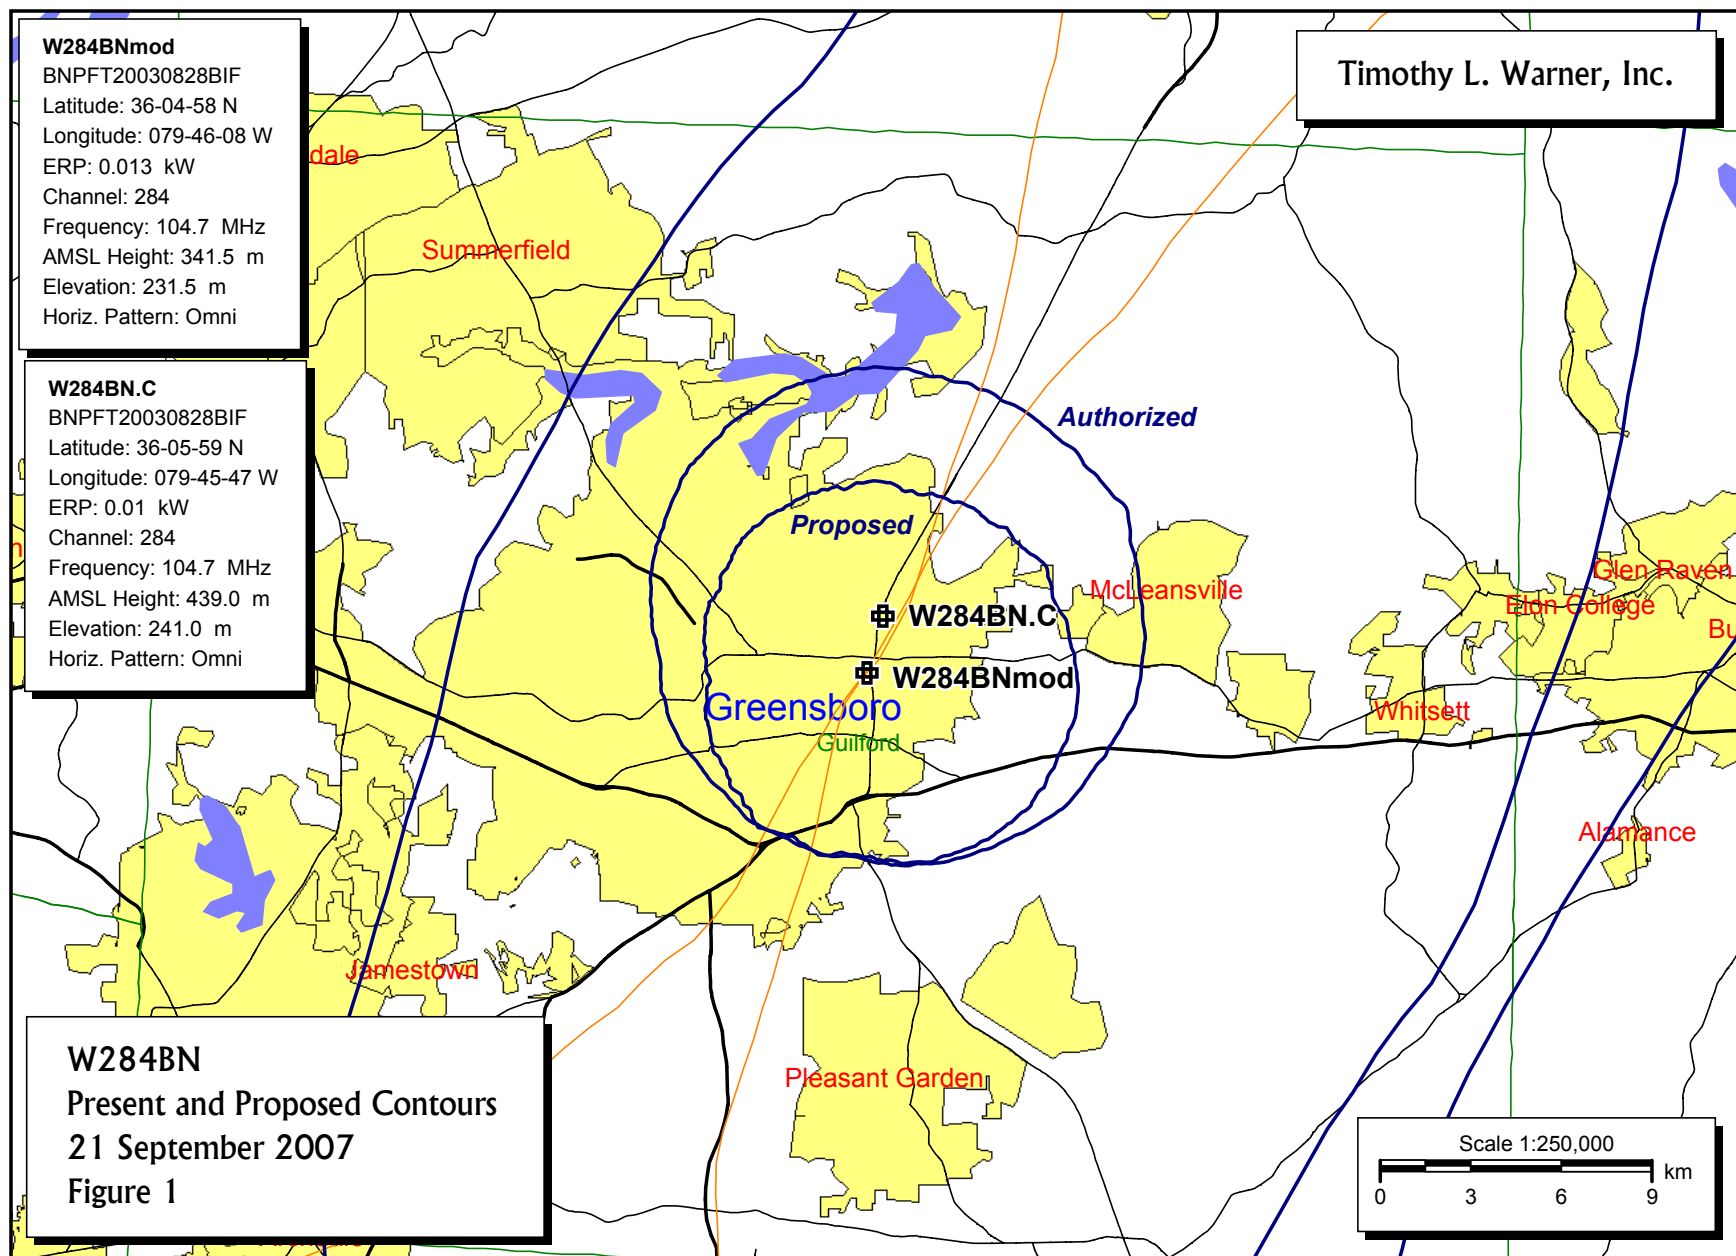 W284BNmod
BNPFT20030828BIF
Latitude: 36-04-58 N
Longitude: 079-46-08 W
ERP: 0.013 kW
Channel: 284
Frequency: 104.7 MHz
AMSL Height: 341.5 m
Elevation: 231.5 m
Horiz. Pattern: Omni
Timothy L. Warner, Inc.
dale
Summerfield
W284BN.C
BNPFT20030828BIF
Latitude: 36-05-59 N
Longitude: 079-45-47 W
ERP: 0.01 kW
Channel: 284
Frequency: 104.7 MHz
AMSL Height: 439.0 m
Elevation: 241.0 m
Horiz. Pattern: Omni
Authorized
Proposed
n
McLeansville
Glen Raven
Elon College
Bu
W284BN.C
W284BNmod
Greensboro
Guilford
Whitsett
Alamance
Jamestown
Pleasant Garden
W284BN
Present and Proposed Contours
21 September 2007
Figure 1
Scale 1:250,000
km
0 3 6 9